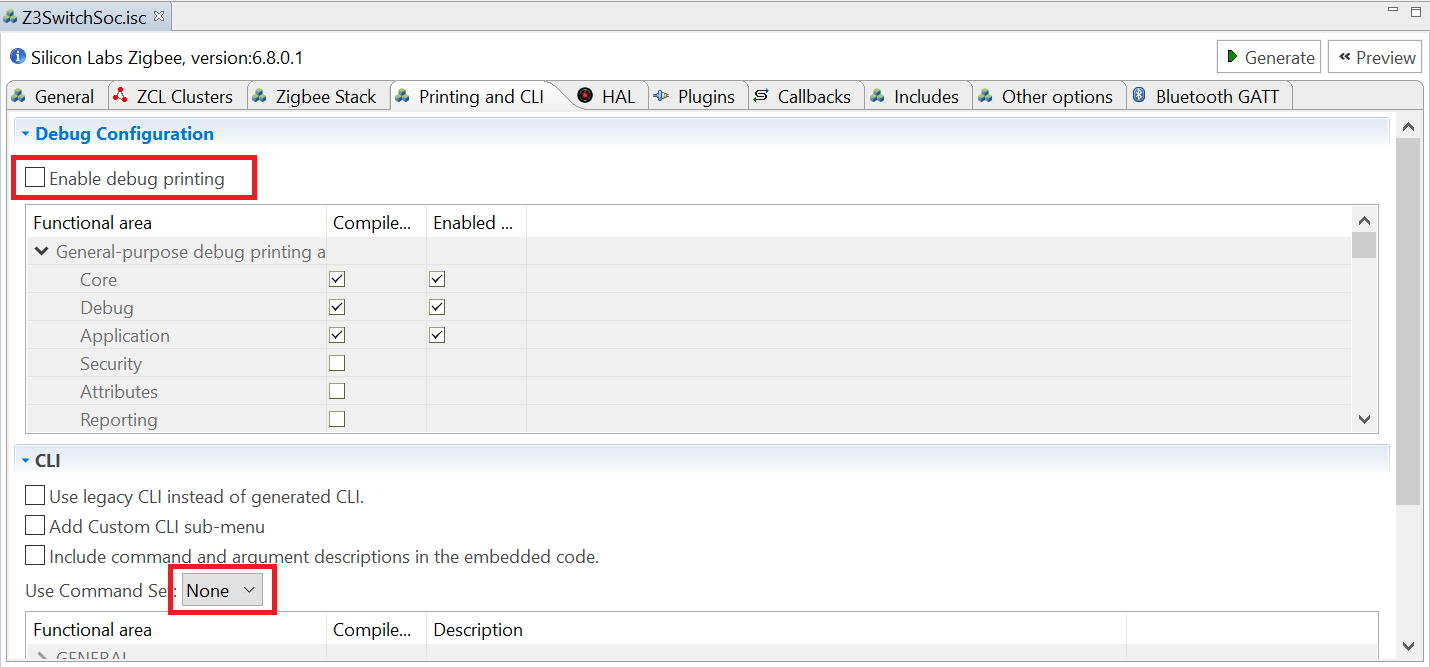 Z3SwitchSoc.isc
Silicon Labs Zigbee, version:6.8.0.1
Generate
Preview
General
ZCL Clusters
Zigbee Stack
Printing and CLI
HAL
Plugins
Callbacks
Includes
Other options
Bluetooth GATT
Debug Configuration
Enable debug printing
Functional area Compile... Enabled ...
General-purpose debug printing a
Core
Debug
Application
Security
Attributes
Reporting
CLI
Use legacy CLI instead of generated CLI.
Add Custom CLI sub-menu
Include command and argument descriptions in the embedded code.
Use Command Set: None
Functional area Compile... Description
GENERAL